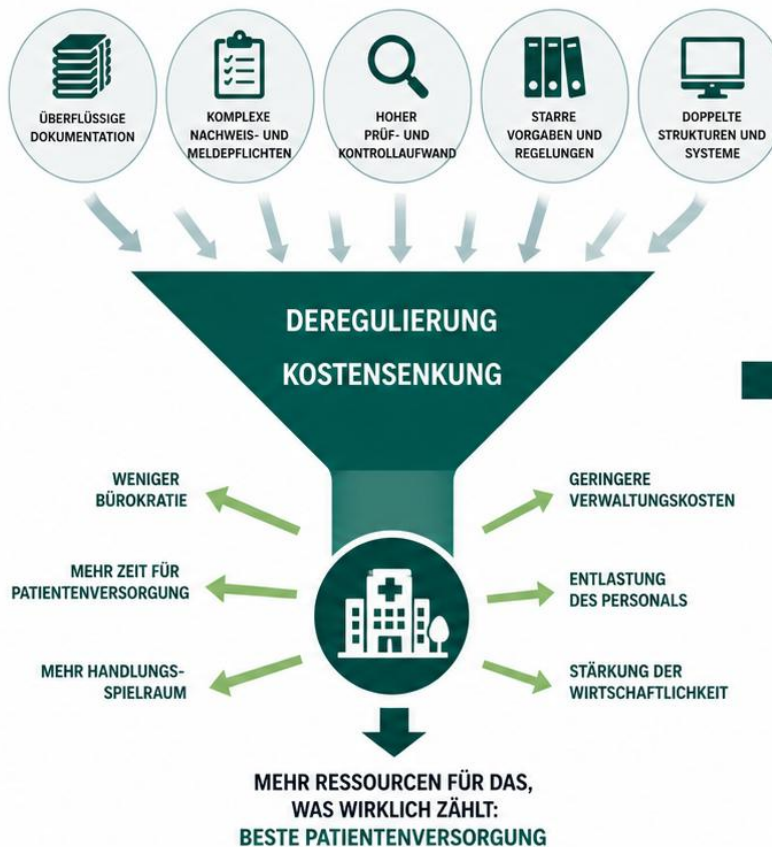 ÜBERFLÜSSIGE
DOKUMENTATION
KOMPLEXE
NACHWEIS- UND
MELDEPFLICHTEN
HOHER
PRÜF- UND
KONTROLLAUFWAND
STARRE
VORGABEN UND
REGELUNGEN
DOPPELTE
STRUKTUREN UND
SYSTEME
DEREGULIERUNG
KOSTENSENKUNG
WENIGER
BÜROKRATIE
GERINGERE
VERWALTUNGSKOSTEN
MEHR ZEIT FÜR
PATIENTENVERSORGUNG
ENTLASTUNG
DES PERSONALS
MEHR HANDLUNGS-
SPIELRAUM
STÄRKUNG DER
WIRTSCHAFTLICHKEIT
MEHR RESSOURCEN FÜR DAS,
WAS WIRKLICH ZÄHLT:
BESTE PATIENTENVERSORGUNG